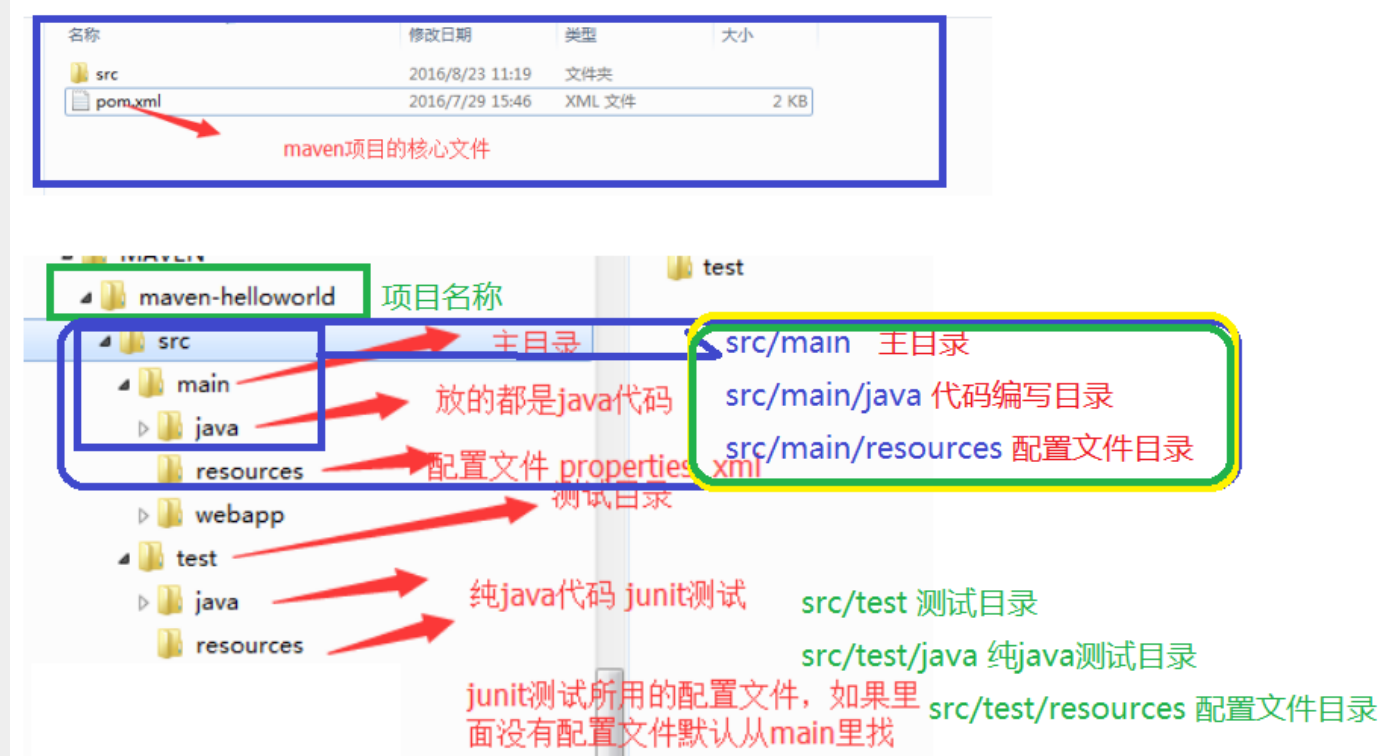 名称 修改日期 类型 大小
src 2016/8/23 11:19 文件夹
pom.xml 2016/7/29 15:46 XML 文件 2 KB
maven项目的核心文件
MAVEN
test
maven-helloworld 项目名称
src 主目录 src/main 主目录
main
java 放的都是java代码 src/main/java 代码编写目录
resources 配置文件 properties xml src/main/resources 配置文件目录
测试目录
webapp
test
java 纯java代码 junit测试 src/test 测试目录
resources src/test/java 纯java测试目录
junit测试所用的配置文件，如果里 src/test/resources 配置文件目录
面没有配置文件默认从main里找